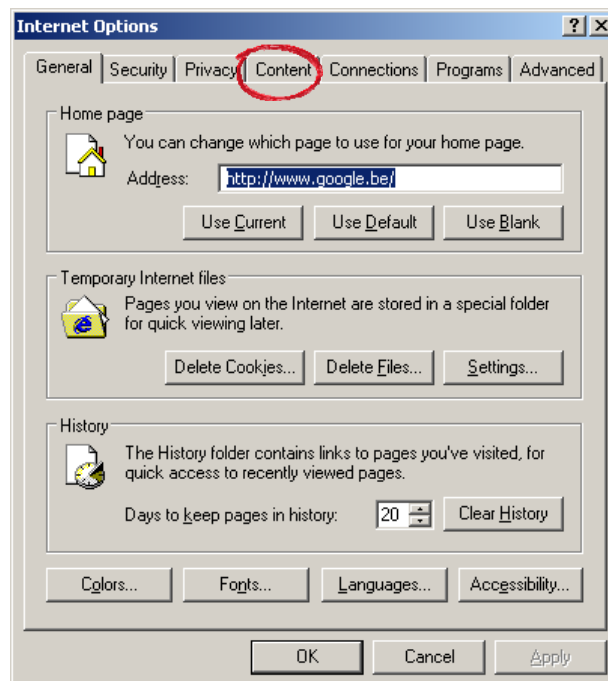 Internet Options
General Security Privacy Content Connections Programs Advanced
Home page
You can change which page to use for your home page.
Address: http://www.google.be/
Use Current Use Default Use Blank
Temporary Internet files
Pages you view on the Internet are stored in a special folder
for quick viewing later.
Delete Cookies... Delete Files... Settings...
History
The History folder contains links to pages you've visited, for
quick access to recently viewed pages.
Days to keep pages in history: 20 Clear History
Colors... Fonts... Languages... Accessibility...
OK Cancel Apply